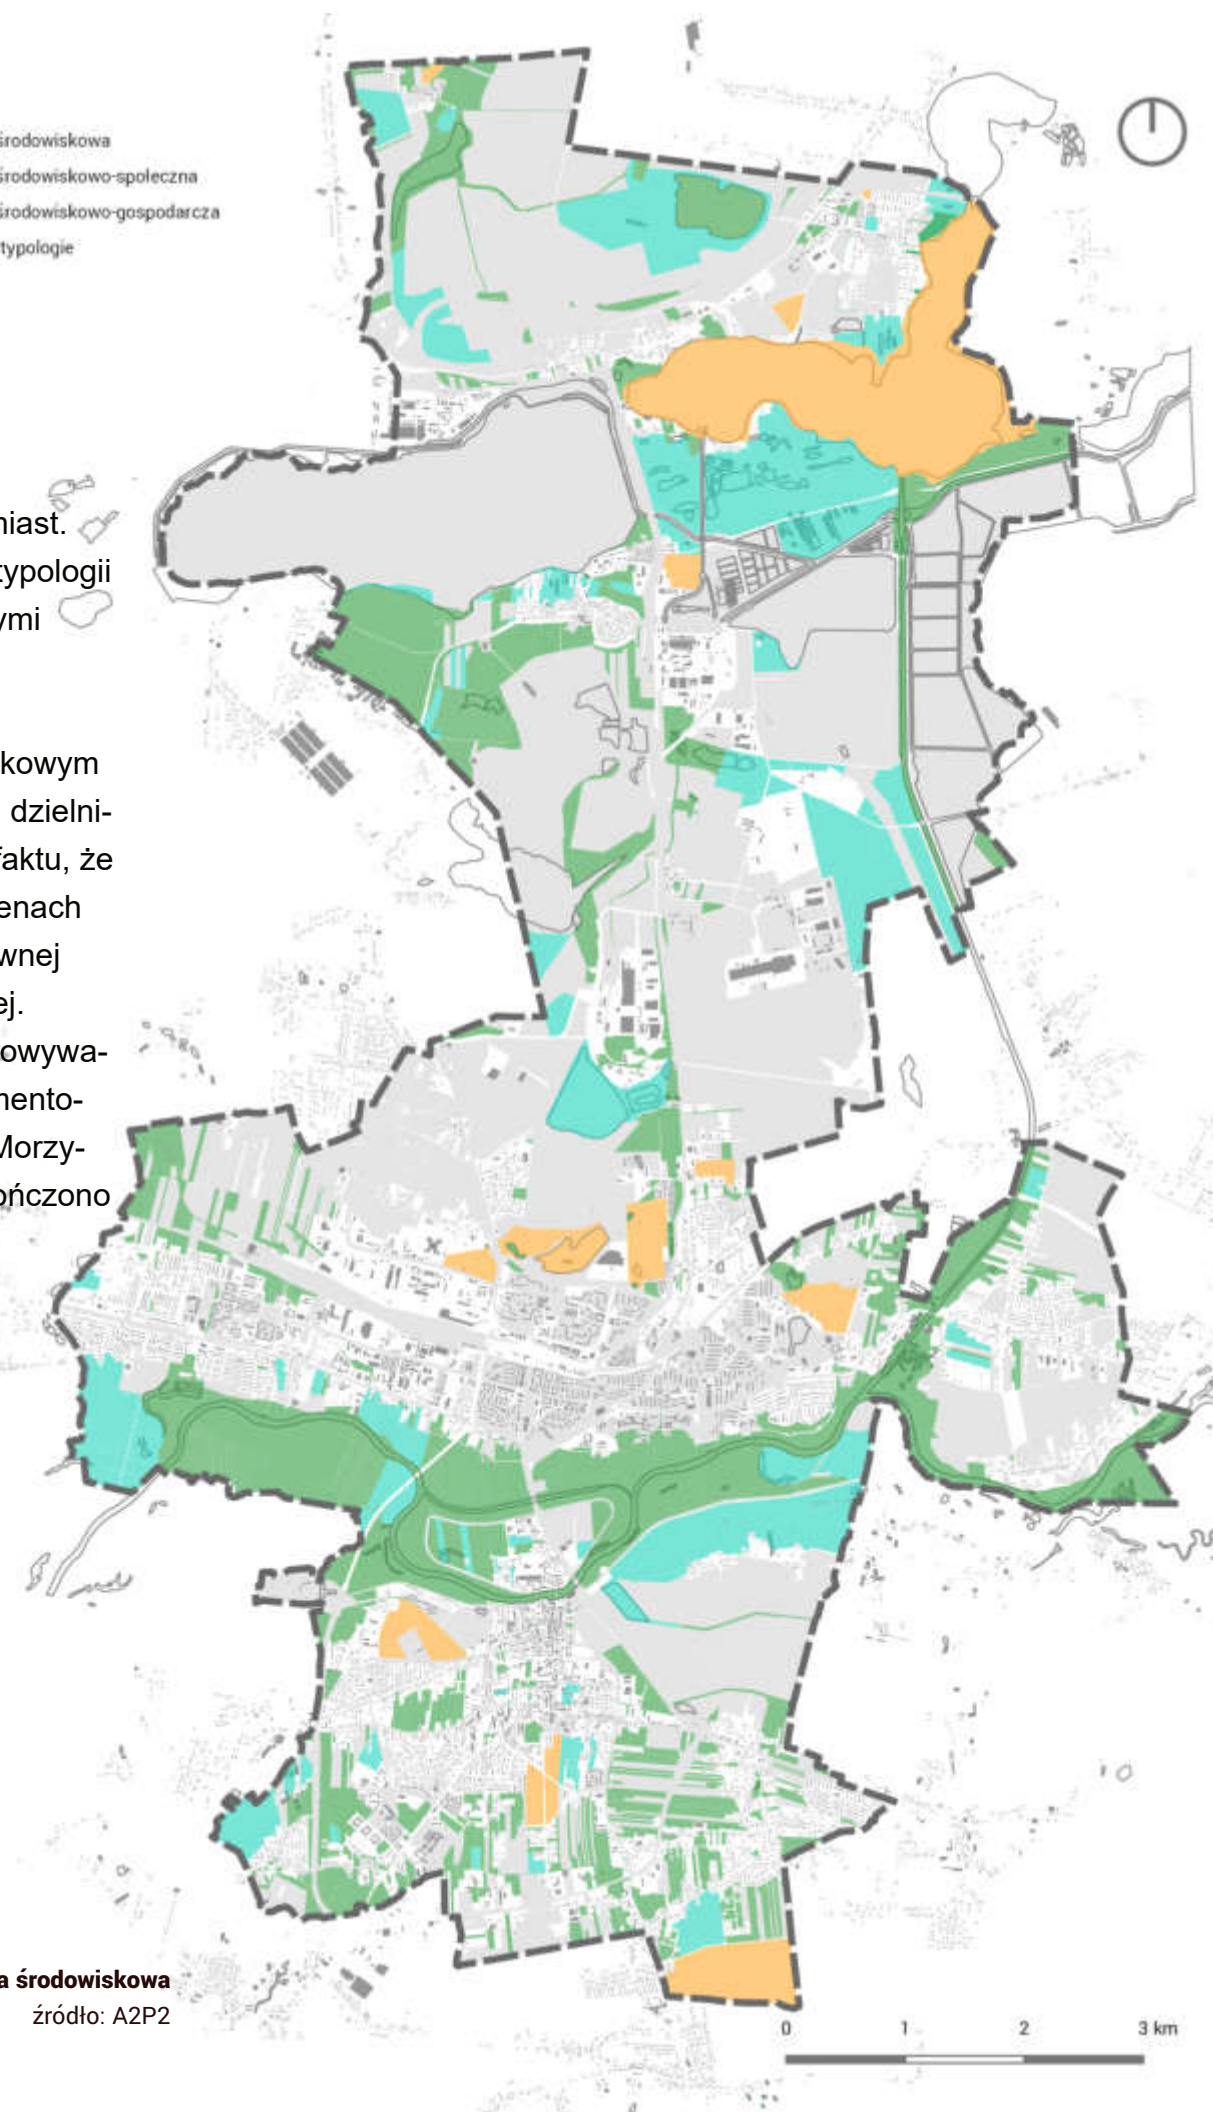 środowiskowa
środowiskowo-społeczna
środowiskowo-gospodarcza
typologie
miast.
typologii
ymi
kowym
dzielni-
faktu, że
enach
wnej
ej.
owywa-
mento-
Morzy-
ończono
a środowiskowa
źródło: A2P2
0 1 2 3 km